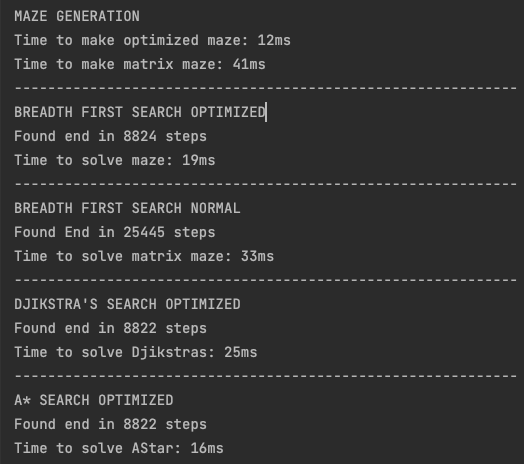 MAZE GENERATION
Time to make optimized maze: 12ms
Time to make matrix maze: 41ms
------------------------------------------------------------
BREADTH FIRST SEARCH OPTIMIZED
Found end in 8824 steps
Time to solve maze: 19ms
------------------------------------------------------------
BREADTH FIRST SEARCH NORMAL
Found End in 25445 steps
Time to solve matrix maze: 33ms
------------------------------------------------------------
DJIKSTRA'S SEARCH OPTIMIZED
Found end in 8822 steps
Time to solve Djikstras: 25ms
------------------------------------------------------------
A* SEARCH OPTIMIZED
Found end in 8822 steps
Time to solve AStar: 16ms